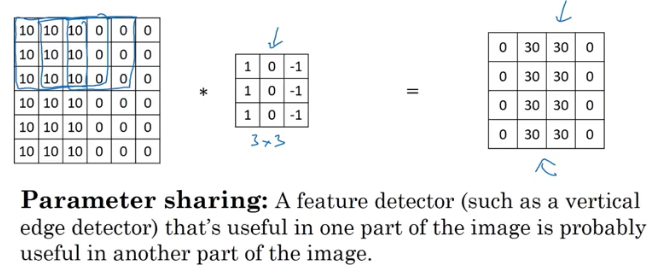 10 10 10 0 0 0
10 10 10 0 0 0
10 10 10 0 0 0
10 10 10 0 0 0
10 10 10 0 0 0
10 10 10 0 0 0
*
1 0 -1
1 0 -1
1 0 -1
3×3
=
0 30 30 0
0 30 30 0
0 30 30 0
0 30 30 0
Parameter sharing: A feature detector (such as a vertical
edge detector) that's useful in one part of the image is probably
useful in another part of the image.